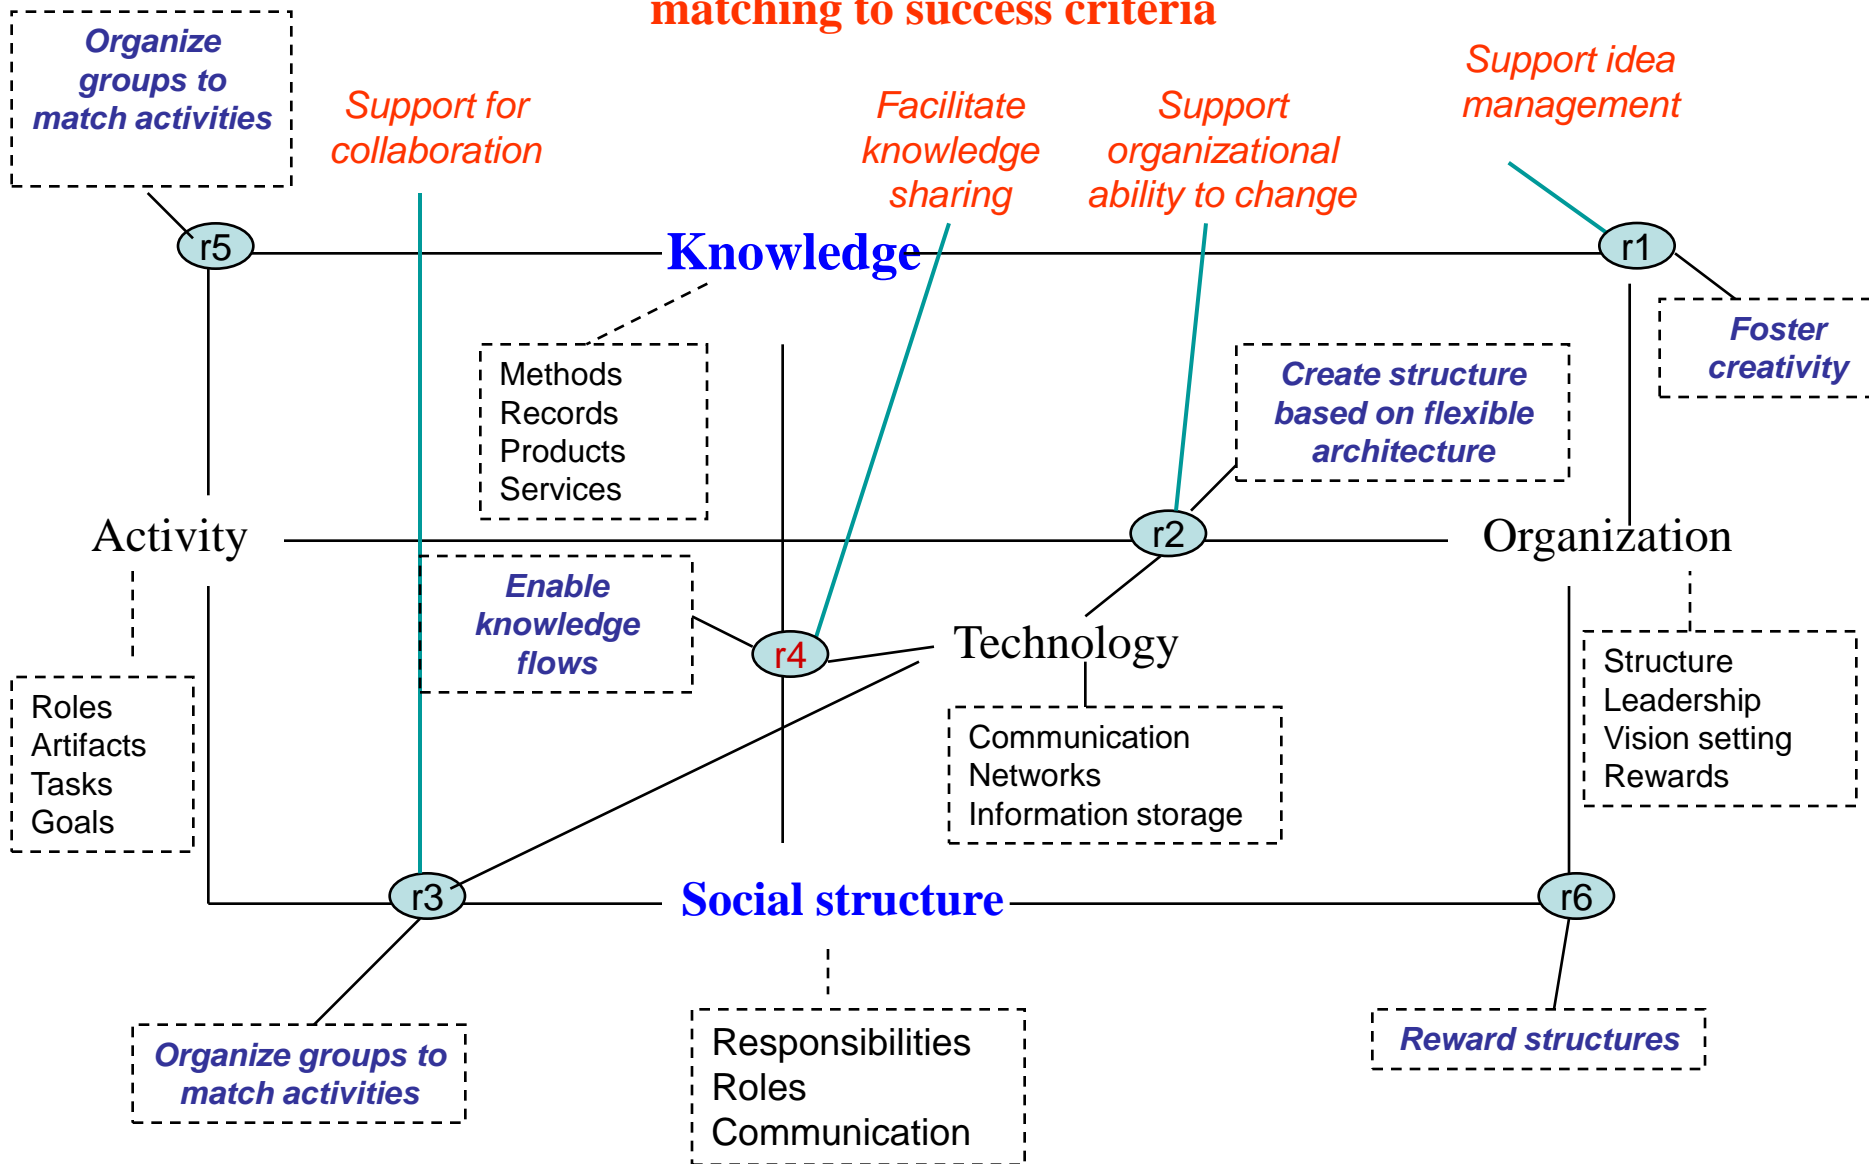 matching to success criteria
Organize
groups to
match activities
Support for
collaboration
Facilitate
knowledge
sharing
Support
organizational
ability to change
Support idea
management
r5
Knowledge
r1
Foster
creativity
Methods
Records
Products
Services
Create structure
based on flexible
architecture
Activity
r2
Organization
Enable
knowledge
flows
r4
Technology
Roles
Artifacts
Tasks
Goals
Communication
Networks
Information storage
Structure
Leadership
Vision setting
Rewards
r3
Social structure
r6
Organize groups to
match activities
Responsibilities
Roles
Communication
Reward structures